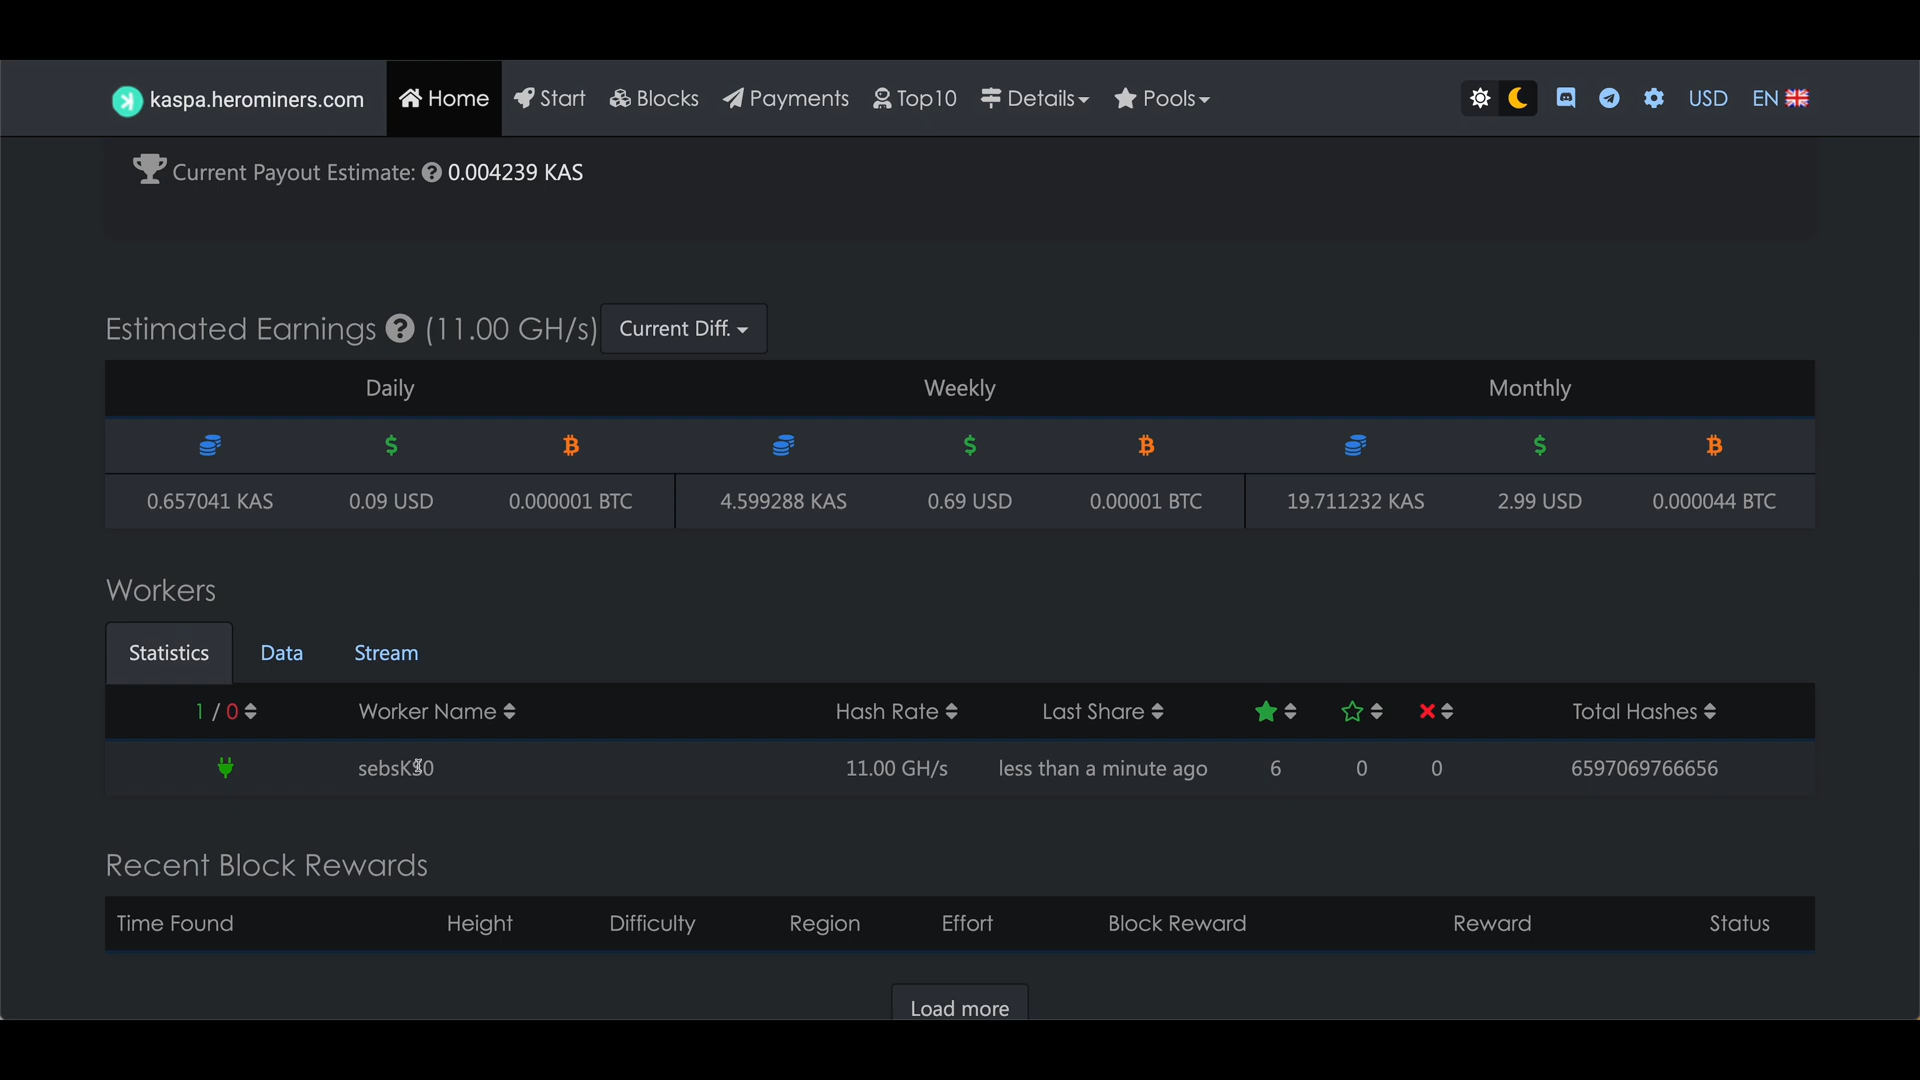 kaspa.herominers.com Home Start Blocks Payments Top10 Details Pools USD EN
Current Payout Estimate: ? 0.004239 KAS
Estimated Earnings ? (11.00 GH/s) Current Diff.
Daily Weekly Monthly
$ ₿ $ ₿ $ ₿
0.657041 KAS 0.09 USD 0.000001 BTC 4.599288 KAS 0.69 USD 0.00001 BTC 19.711232 KAS 2.99 USD 0.000044 BTC
Workers
Statistics Data Stream
1 / 0 Worker Name Hash Rate Last Share Total Hashes
11.00 GH/s less than a minute ago 6 0 0 6597069766656
Recent Block Rewards
Time Found Height Difficulty Region Effort Block Reward Reward Status
Load more